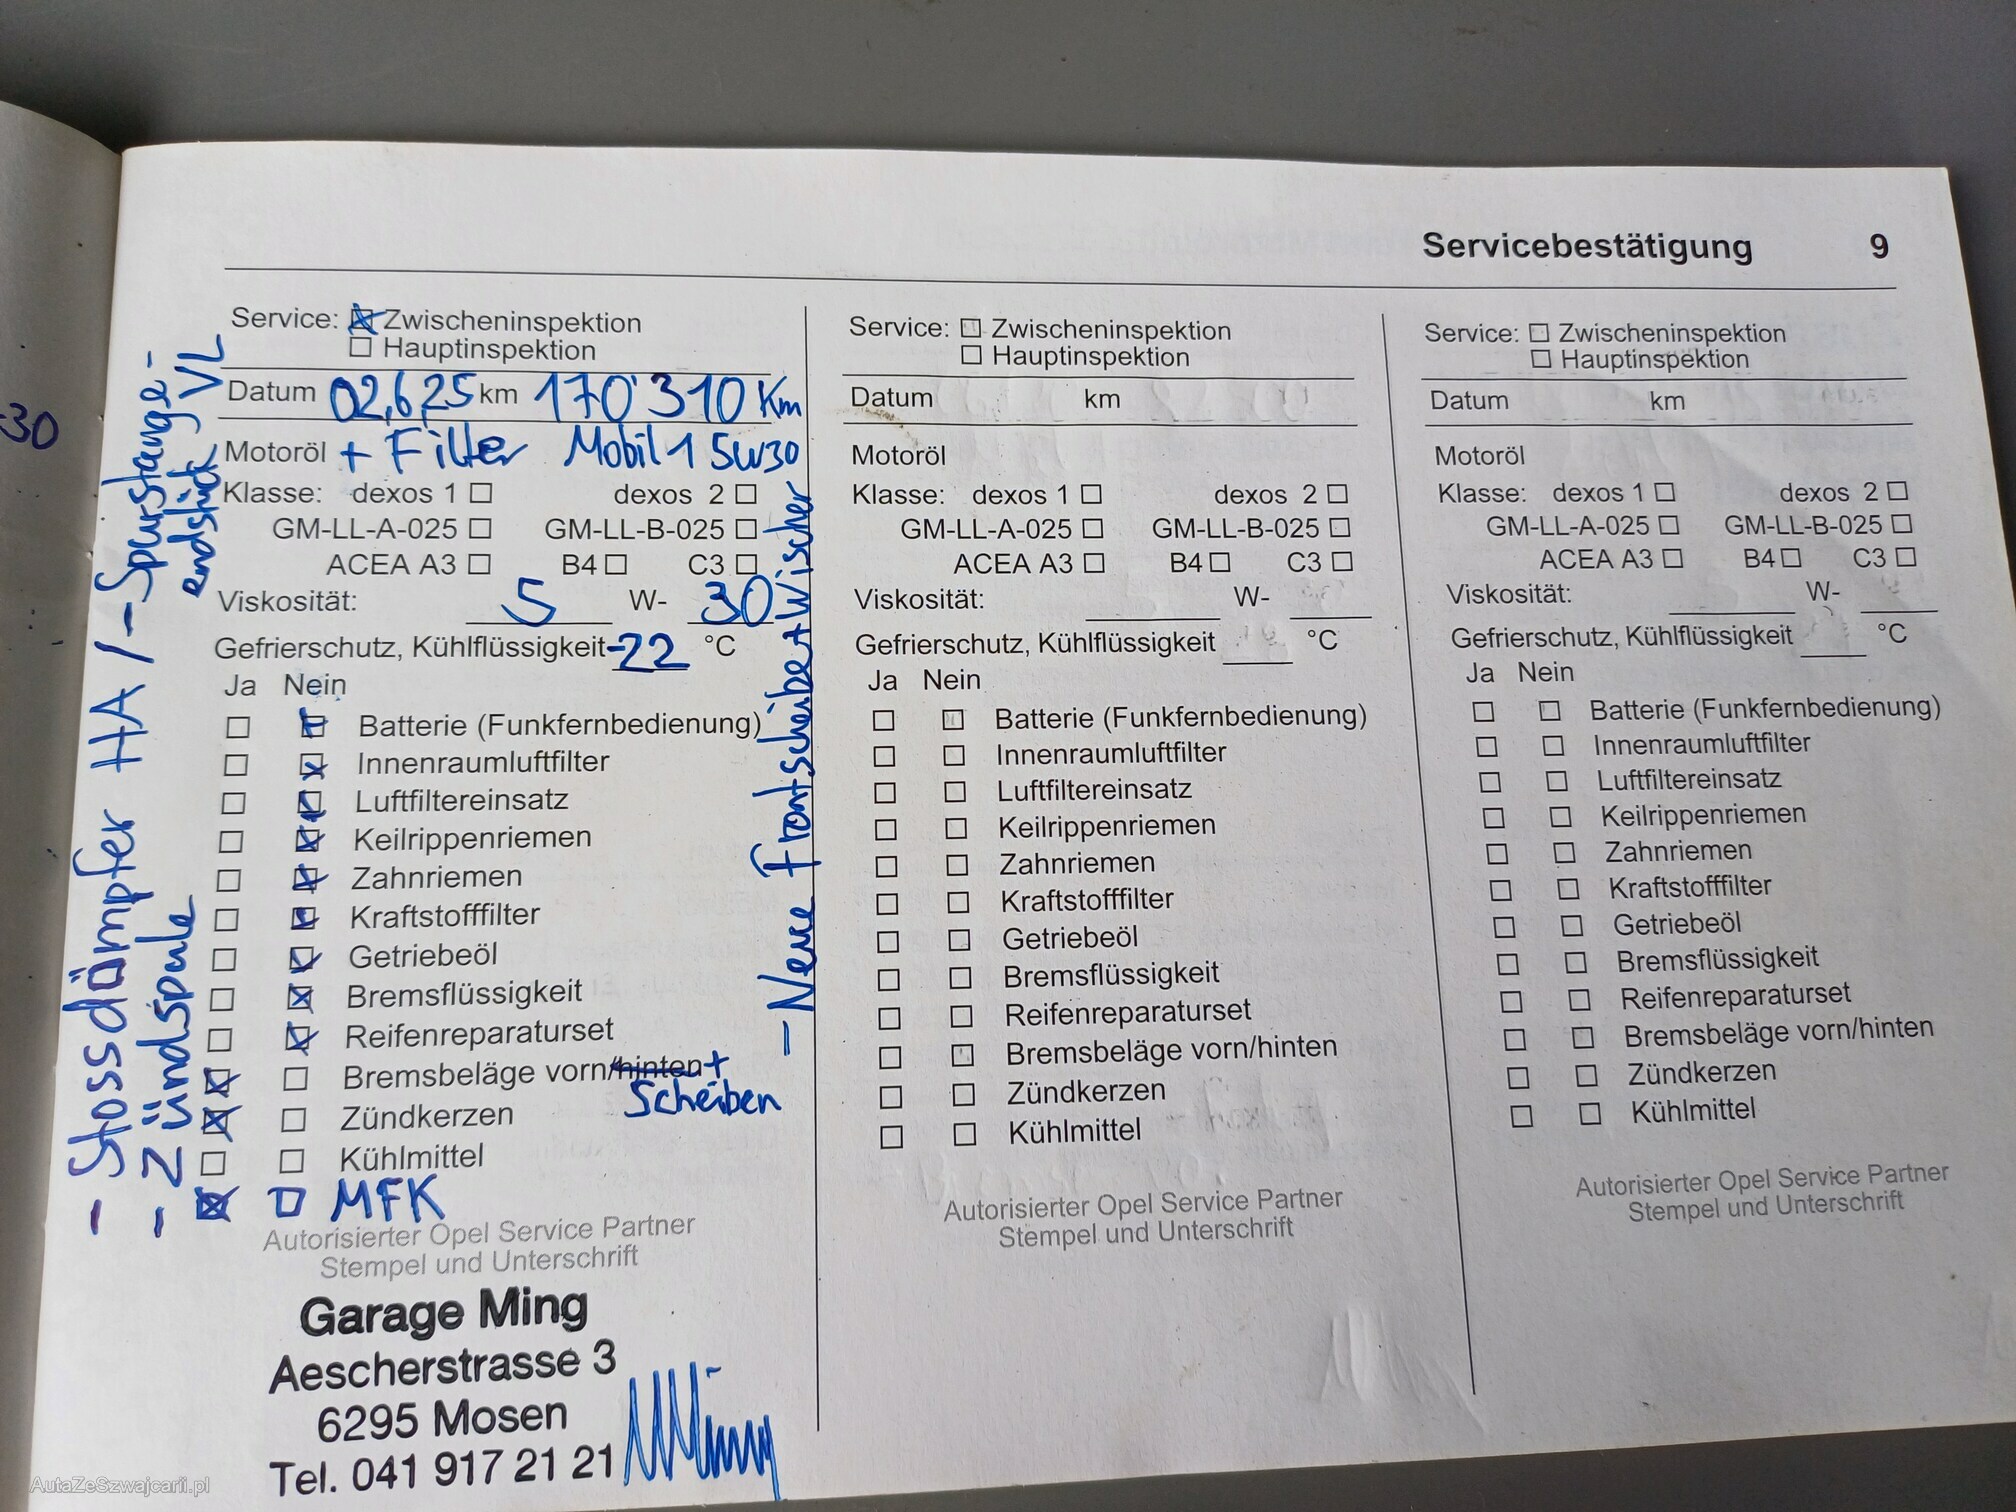 Servicebestätigung 9
-30
Service: Zwischeninspektion
Hauptinspektion
Datum 02,6,25 km 170'310 Km
Motoröl + Filter Mobil 1 5W30
Klasse: dexos 1 dexos 2
GM-LL-A-025 GM-LL-B-025
ACEA A3 B4 C3
Viskosität: 5 W- 30
Gefrierschutz, Kühlflüssigkeit -22 °C
Ja Nein
Batterie (Funkfernbedienung)
Innenraumluftfilter
Luftfiltereinsatz
Keilrippenriemen
Zahnriemen
Kraftstofffilter
Getriebeöl
Bremsflüssigkeit
Reifenreparaturset
Bremsbeläge vorn/hinten +
Scheiben
Zündkerzen
Kühlmittel
MFK
Autorisierter Opel Service Partner
Stempel und Unterschrift
Garage Ming
Aescherstrasse 3
6295 Mosen
Tel. 041 917 21 21
- Stossdämpfer HA / - Spurstange-
endstück VL
- Zündspule
- Neue Frontscheibe + Wischer
Service: Zwischeninspektion
Hauptinspektion
Datum km
Motoröl
Klasse: dexos 1 dexos 2
GM-LL-A-025 GM-LL-B-025
ACEA A3 B4 C3
Viskosität: W-
Gefrierschutz, Kühlflüssigkeit °C
Ja Nein
Batterie (Funkfernbedienung)
Innenraumluftfilter
Luftfiltereinsatz
Keilrippenriemen
Zahnriemen
Kraftstofffilter
Getriebeöl
Bremsflüssigkeit
Reifenreparaturset
Bremsbeläge vorn/hinten
Zündkerzen
Kühlmittel
Autorisierter Opel Service Partner
Stempel und Unterschrift
Service: Zwischeninspektion
Hauptinspektion
Datum km
Motoröl
Klasse: dexos 1 dexos 2
GM-LL-A-025 GM-LL-B-025
ACEA A3 B4 C3
Viskosität: W-
Gefrierschutz, Kühlflüssigkeit °C
Ja Nein
Batterie (Funkfernbedienung)
Innenraumluftfilter
Luftfiltereinsatz
Keilrippenriemen
Zahnriemen
Kraftstofffilter
Getriebeöl
Bremsflüssigkeit
Reifenreparaturset
Bremsbeläge vorn/hinten
Zündkerzen
Kühlmittel
Autorisierter Opel Service Partner
Stempel und Unterschrift
AutaZeSzwajcarii.pl